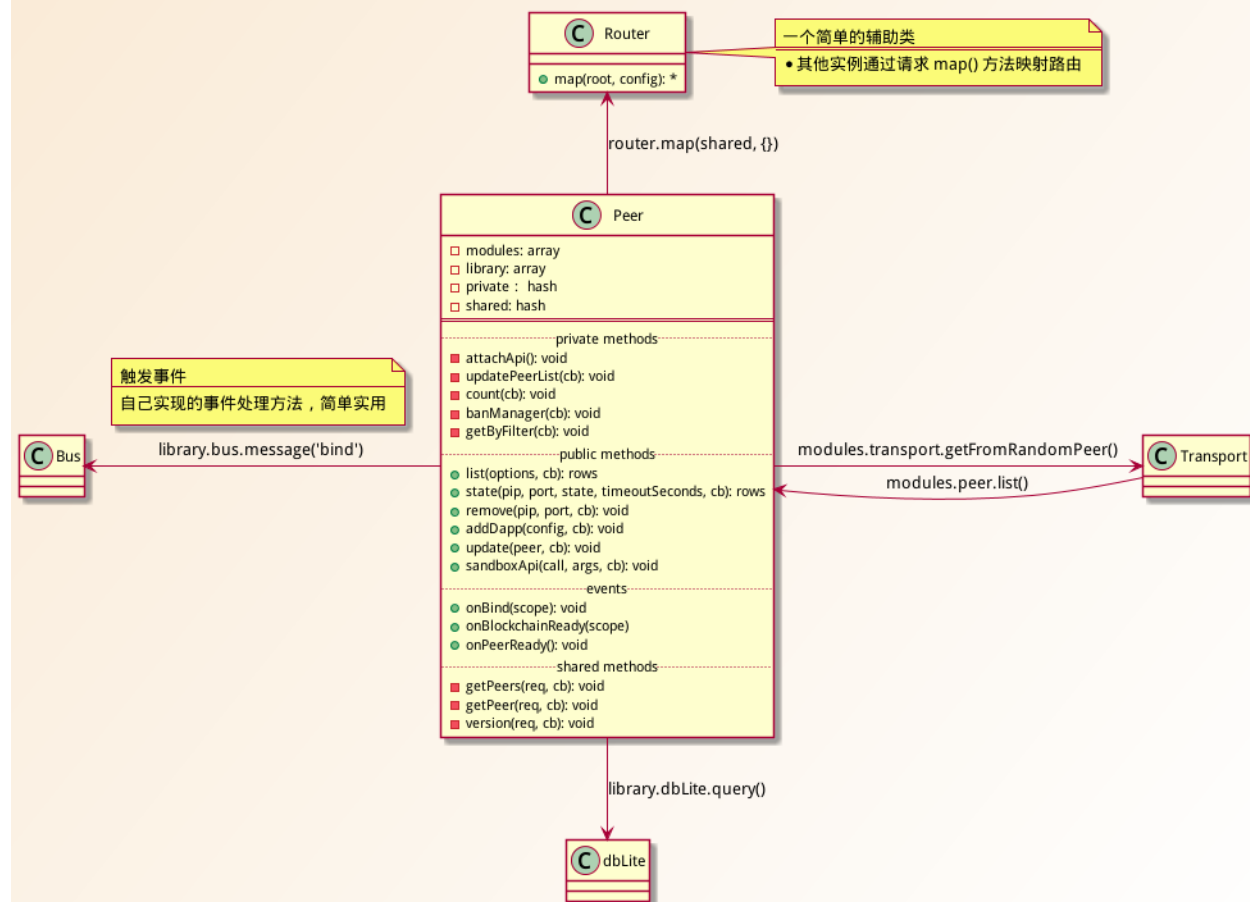 C Router
一个简单的辅助类
map(root, config): *
•其他实例通过请求 map() 方法映射路由
router.map(shared, {})
C Peer
modules: array
library: array
private： hash
shared: hash
private methods
attachApi(): void
updatePeerList(cb): void
count(cb): void
banManager(cb): void
getByFilter(cb): void
public methods
list(options, cb): rows
state(pip, port, state, timeoutSeconds, cb): rows
remove(pip, port, cb): void
addDapp(config, cb): void
update(peer, cb): void
sandboxApi(call, args, cb): void
events
onBind(scope): void
onBlockchainReady(scope)
onPeerReady(): void
shared methods
getPeers(req, cb): void
getPeer(req, cb): void
version(req, cb): void
触发事件
自己实现的事件处理方法，简单实用
library.bus.message('bind')
C Bus
modules.transport.getFromRandomPeer()
modules.peer.list()
C Transport
library.dbLite.query()
C dbLite